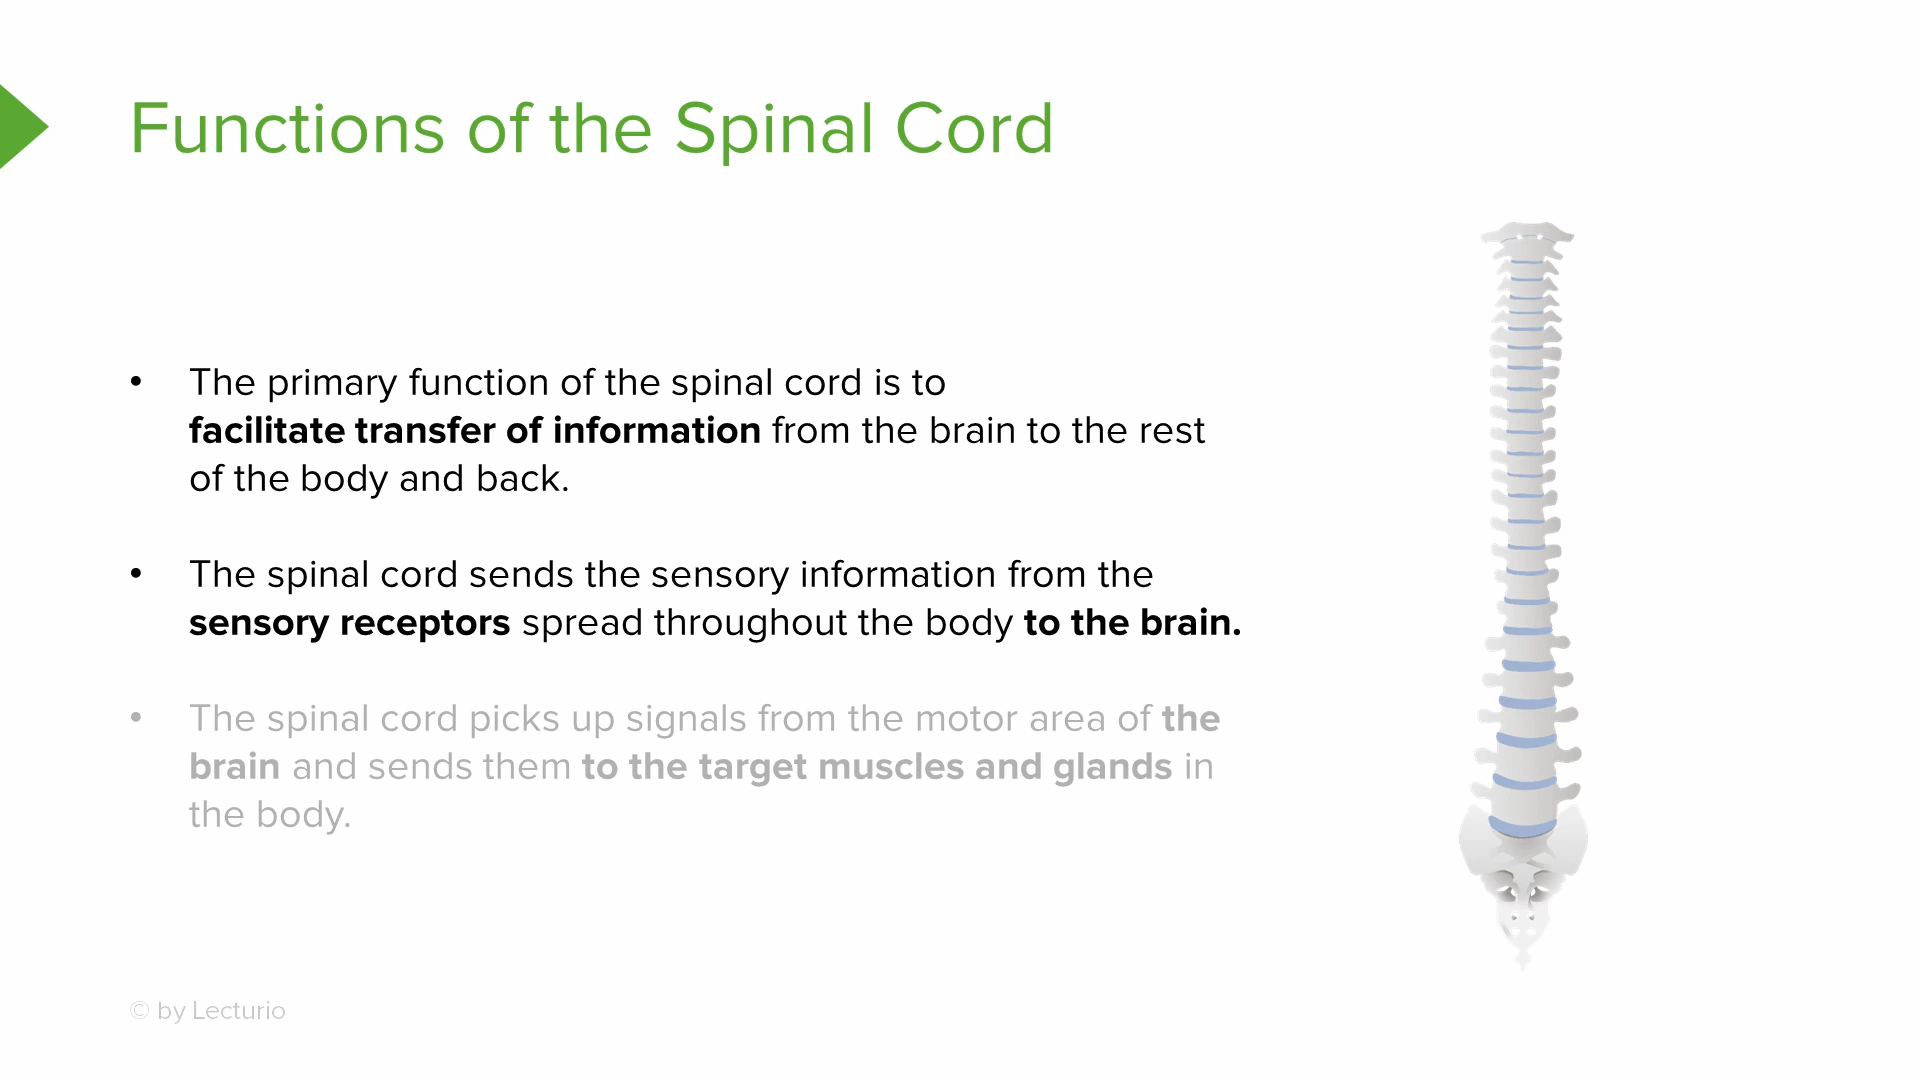 Functions of the Spinal Cord
• The primary function of the spinal cord is to
facilitate transfer of information from the brain to the rest
of the body and back.
• The spinal cord sends the sensory information from the
sensory receptors spread throughout the body to the brain.
• The spinal cord picks up signals from the motor area of the
brain and sends them to the target muscles and glands in
the body.
© by Lecturio